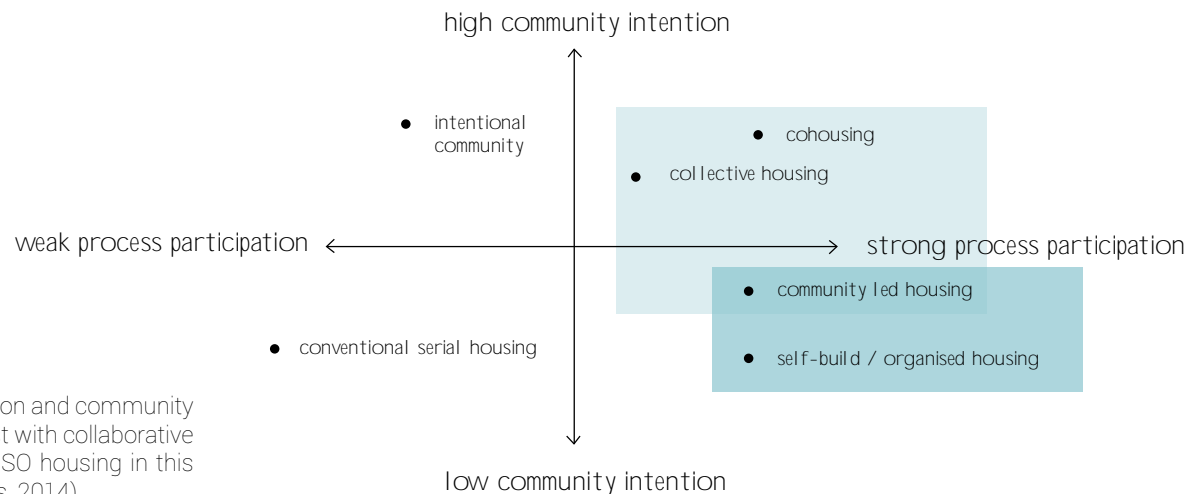 high community intention
intentional
community
cohousing
collective housing
weak process participation
strong process participation
community led housing
conventional serial housing
self-build / organised housing
on and community
t with collaborative
SO housing in this
s, 2014)
low community intention